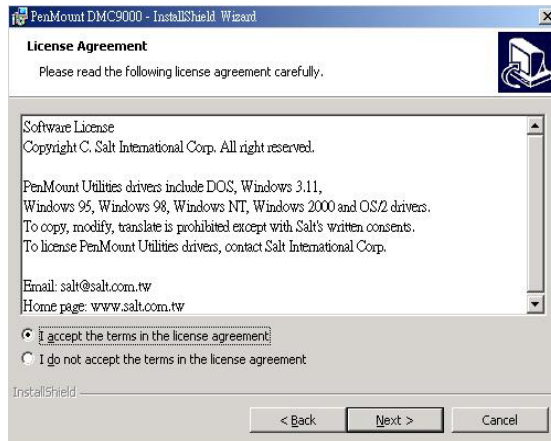 PenMount DMC9000 - InstallShield Wizard
License Agreement
Please read the following license agreement carefully.
Software License
Copyright C. Salt International Corp. All right reserved.
PenMount Utilities drivers include DOS, Windows 3.11,
Windows 95, Windows 98, Windows NT, Windows 2000 and OS/2 drivers.
To copy, modify, translate is prohibited except with Salt's written consents.
To license PenMount Utilities drivers, contact Salt International Corp.
Email: salt@salt.com.tw
Home page: www.salt.com.tw
I accept the terms in the license agreement
I do not accept the terms in the license agreement
InstallShield
< Back Next > Cancel